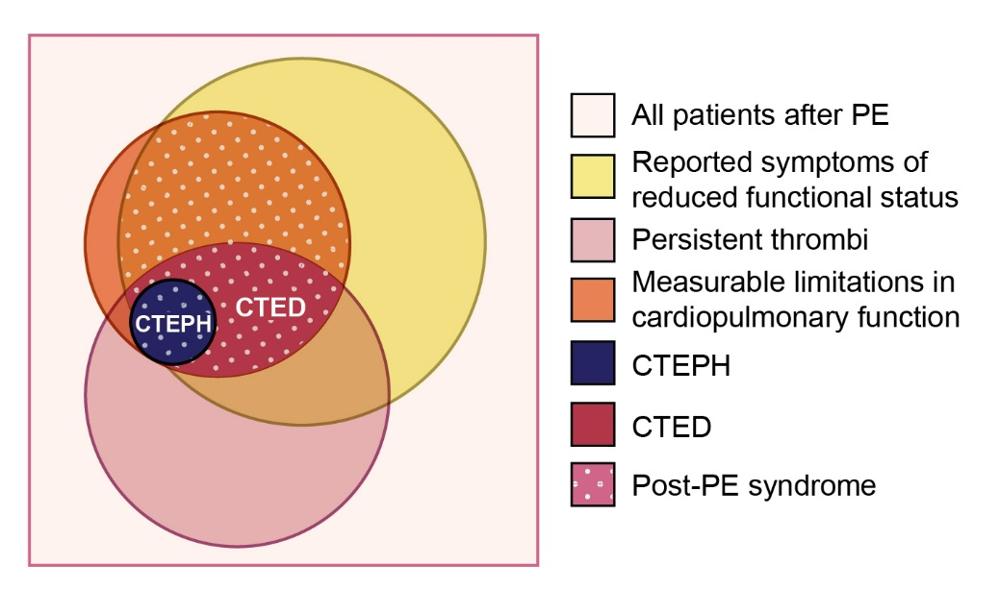 CTEPH
CTED
All patients after PE
Reported symptoms of
reduced functional status
Persistent thrombi
Measurable limitations in
cardiopulmonary function
CTEPH
CTED
Post-PE syndrome